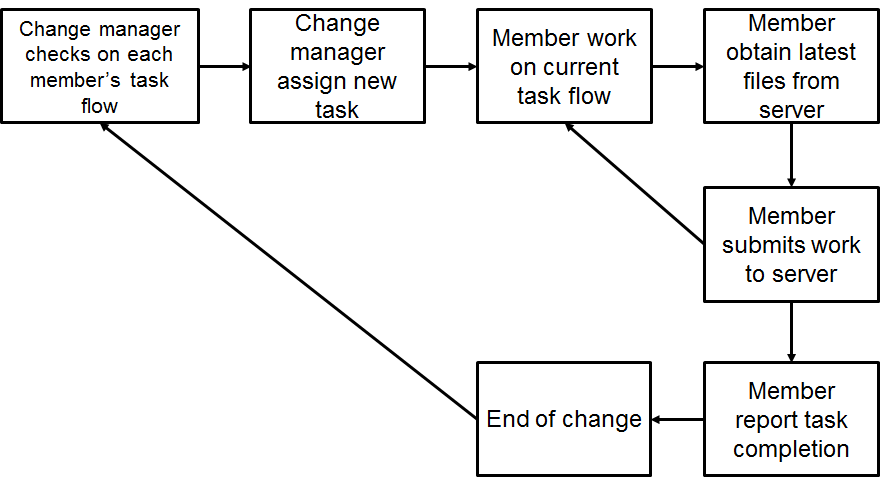 Change manager
checks on each
member's task
flow
Change
manager
assign new
task
Member work
on current
task flow
Member
obtain latest
files from
server
Member
submits work
to server
Member
report task
completion
End of change